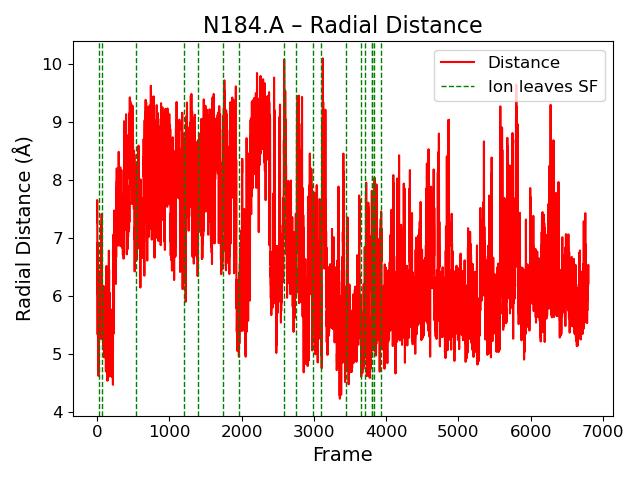 N184.A – Radial Distance
Distance
Ion leaves SF
Radial Distance (Å)
10
9
8
7
6
5
4
0 1000 2000 3000 4000 5000 6000 7000
Frame